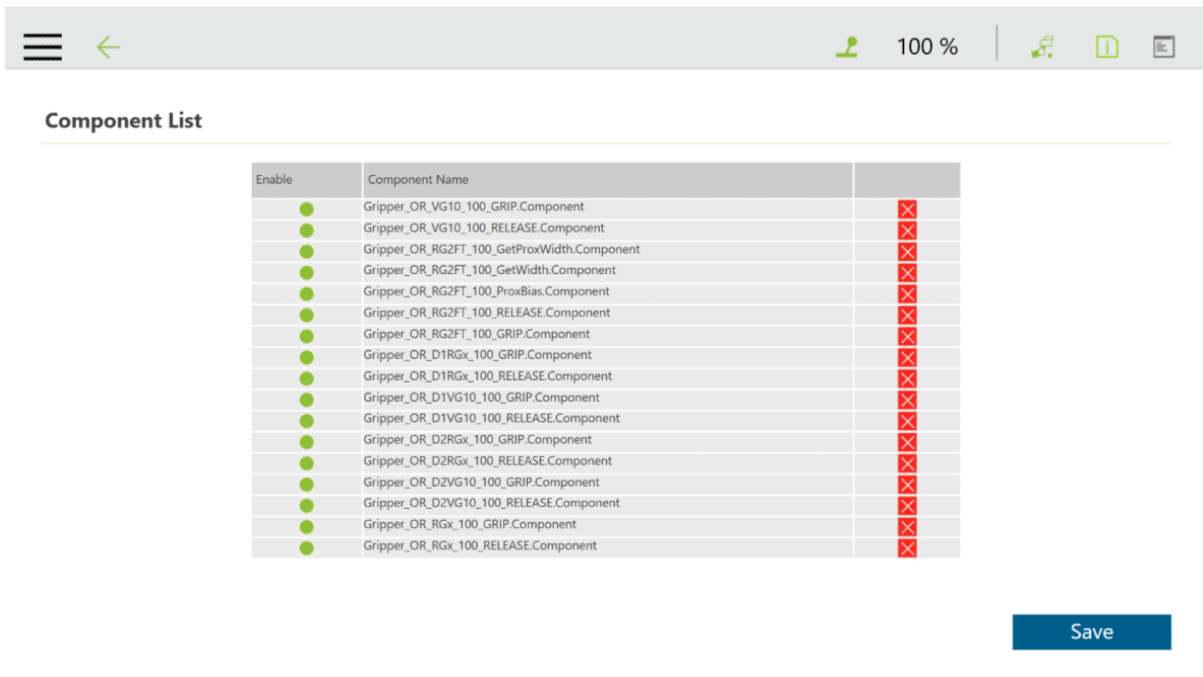 100 %
Component List
Enable Component Name
Gripper_OR_VG10_100_GRIP.Component
Gripper_OR_VG10_100_RELEASE.Component
Gripper_OR_RG2FT_100_GetProxWidth.Component
Gripper_OR_RG2FT_100_GetWidth.Component
Gripper_OR_RG2FT_100_ProxBias.Component
Gripper_OR_RG2FT_100_RELEASE.Component
Gripper_OR_RG2FT_100_GRIP.Component
Gripper_OR_D1RGx_100_GRIP.Component
Gripper_OR_D1RGx_100_RELEASE.Component
Gripper_OR_D1VG10_100_GRIP.Component
Gripper_OR_D1VG10_100_RELEASE.Component
Gripper_OR_D2RGx_100_GRIP.Component
Gripper_OR_D2RGx_100_RELEASE.Component
Gripper_OR_D2VG10_100_GRIP.Component
Gripper_OR_D2VG10_100_RELEASE.Component
Gripper_OR_RGx_100_GRIP.Component
Gripper_OR_RGx_100_RELEASE.Component
Save